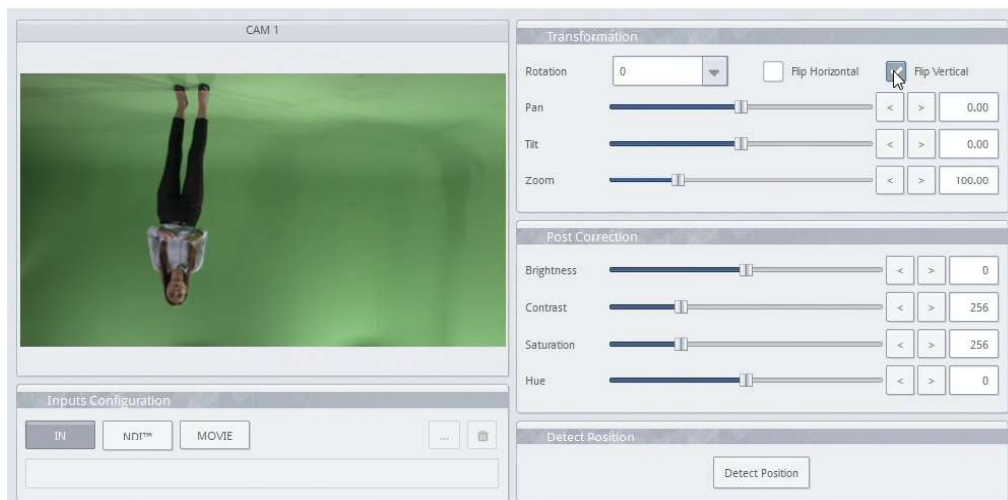 CAM 1
Transformation
Rotation 0 Flip Horizontal Flip Vertical
Pan < > 0.00
Tilt < > 0.00
Zoom < > 100.00
Post Correction
Brightness < > 0
Contrast < > 256
Saturation < > 256
Hue < > 0
Inputs Configuration
IN NDI™ MOVIE ...
Detect Position
Detect Position